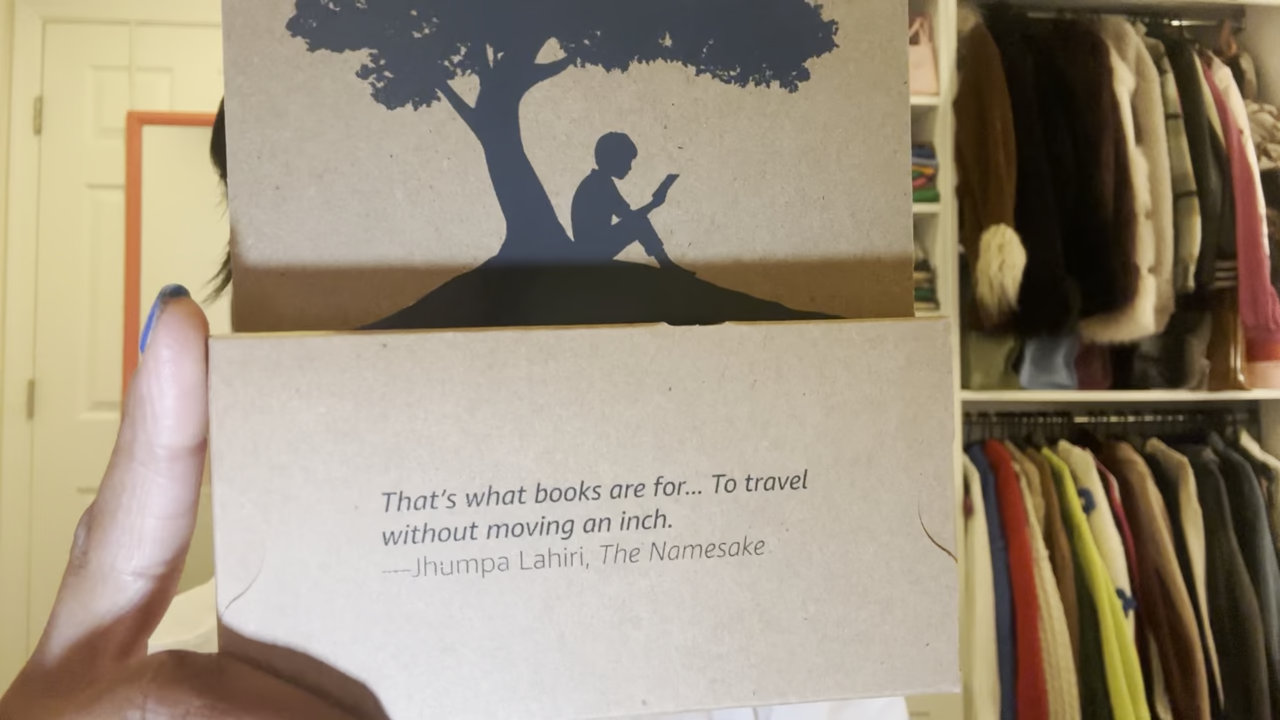 That's what books are for... To travel
without moving an inch.
—Jhumpa Lahiri, The Namesake